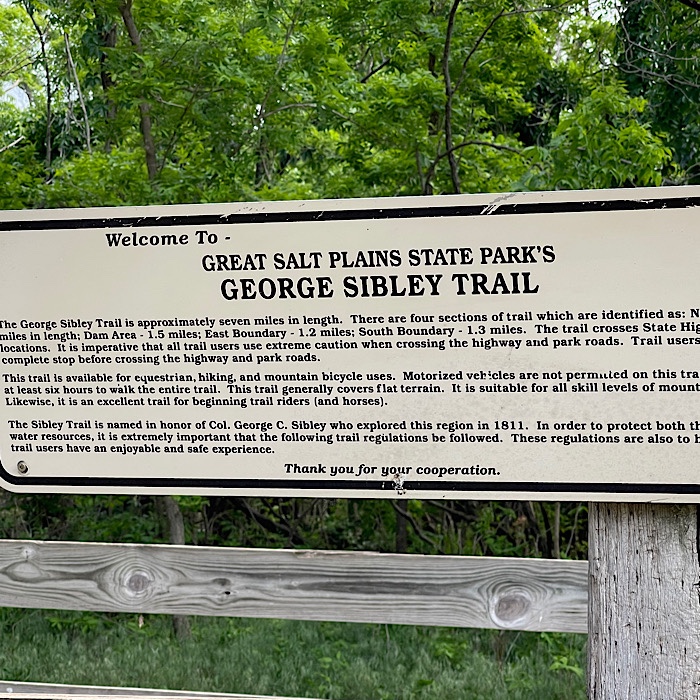 Welcome To -
GREAT SALT PLAINS STATE PARK'S
GEORGE SIBLEY TRAIL
The George Sibley Trail is approximately seven miles in length. There are four sections of trail which are identified as:
miles in length; Dam Area - 1.5 miles; East Boundary - 1.2 miles; South Boundary - 1.3 miles. The trail crosses State
locations. It is imperative that all trail users use extreme caution when crossing the highway and park roads. Trail users
complete stop before crossing the highway and park roads.
This trail is available for equestrian, hiking, and mountain bicycle uses. Motorized vehicles are not permitted on this
at least six hours to walk the entire trail. This trail generally covers flat terrain. It is suitable for all skill levels of
Likewise, it is an excellent trail for beginning trail riders (and horses).
The Sibley Trail is named in honor of Col. George C. Sibley who explored this region in 1811. In order to protect both
water resources, it is extremely important that the following trail regulations be followed. These regulations are also to
trail users have an enjoyable and safe experience.
Thank you for your cooperation.